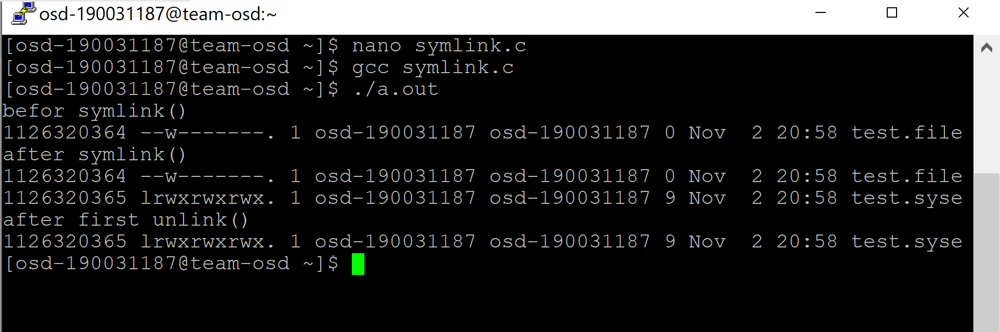 osd-190031187@team-osd:~
[osd-190031187@team-osd ~]$ nano symlink.c
[osd-190031187@team-osd ~]$ gcc symlink.c
[osd-190031187@team-osd ~]$ ./a.out
befor symlink()
1126320364 --w-------. 1 osd-190031187 osd-190031187 0 Nov  2 20:58 test.file
after symlink()
1126320364 --w-------. 1 osd-190031187 osd-190031187 0 Nov  2 20:58 test.file
1126320365 lrwxrwxrwx. 1 osd-190031187 osd-190031187 9 Nov  2 20:58 test.syse
after first unlink()
1126320365 lrwxrwxrwx. 1 osd-190031187 osd-190031187 9 Nov  2 20:58 test.syse
[osd-190031187@team-osd ~]$